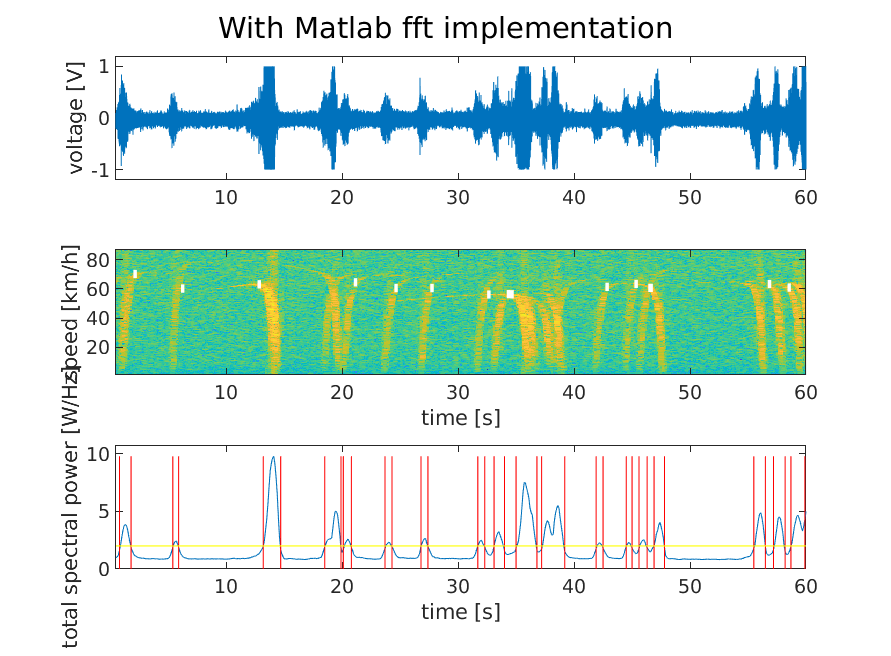 With Matlab fft implementation
voltage [V]
1
0
-1
10 20 30 40 50 60
speed [km/h]
80
60
40
20
10 20 30 40 50 60
time [s]
total spectral power [W/Hz]
10
5
0
10 20 30 40 50 60
time [s]